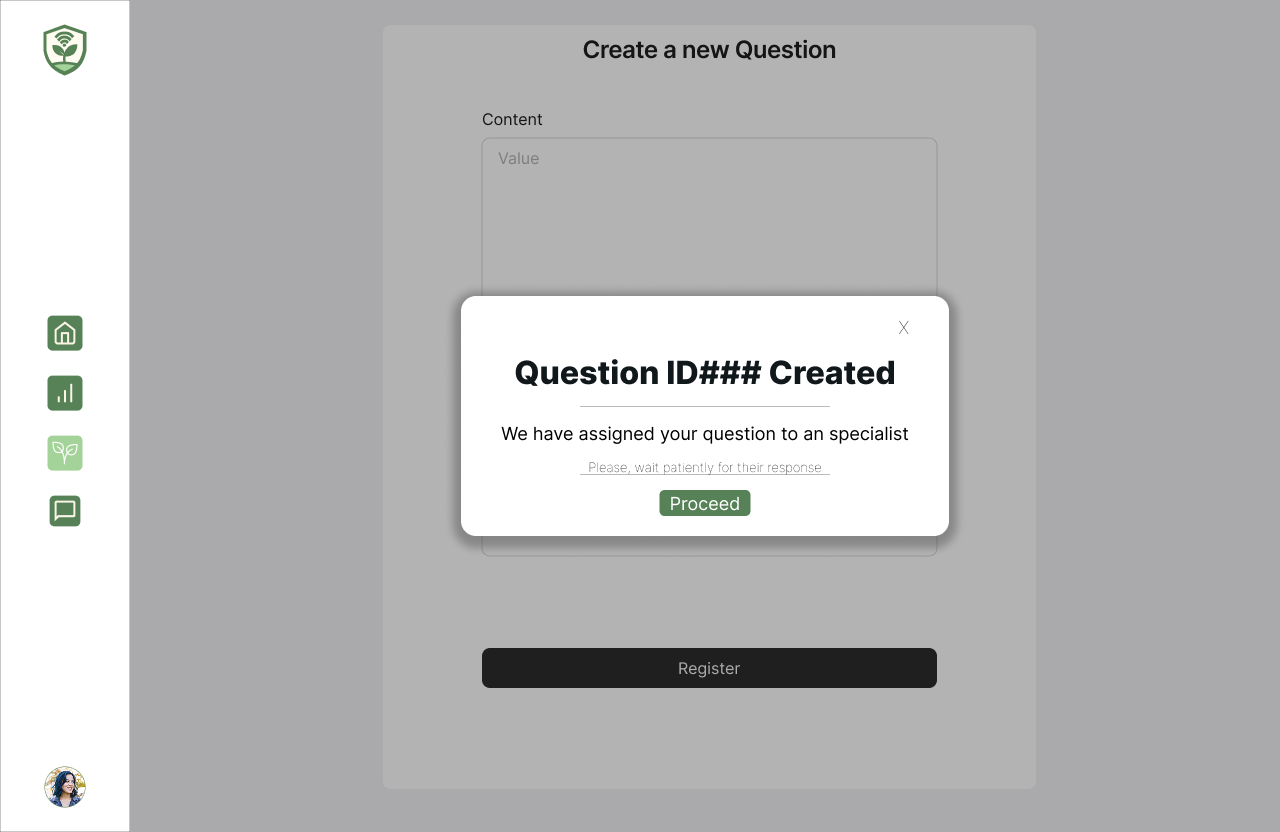 Create a new Question
Content
Value
X
Question ID### Created
We have assigned your question to an specialist
Please, wait patiently for their response
Proceed
Register